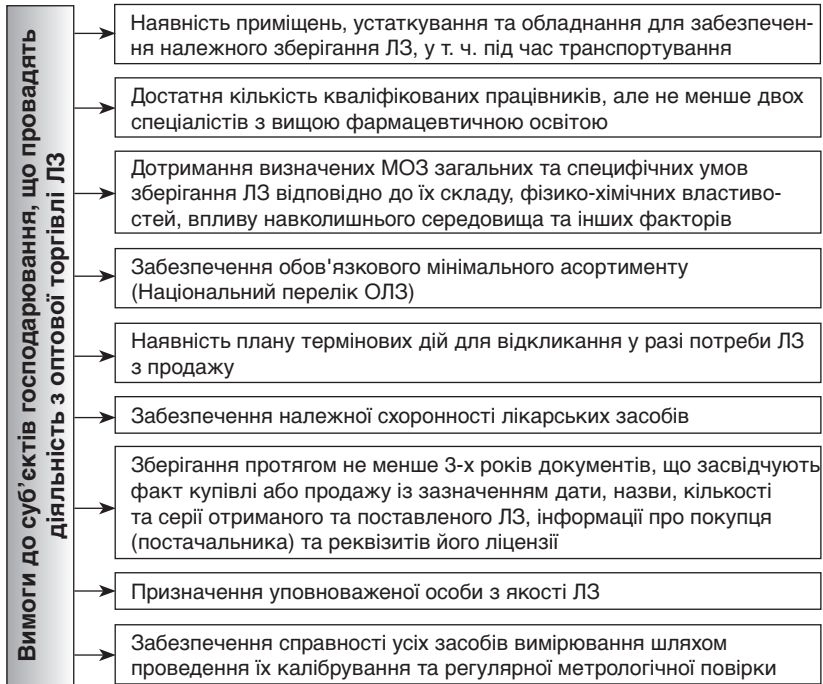 Вимоги до суб’єктів господарювання, що провадять
діяльність з оптової торгівлі ЛЗ
Наявність приміщень, устаткування та обладнання для забезпечен-
ня належного зберігання ЛЗ, у т. ч. під час транспортування
Достатня кількість кваліфікованих працівників, але не менше двох
спеціалістів з вищою фармацевтичною освітою
Дотримання визначених МОЗ загальних та специфічних умов
зберігання ЛЗ відповідно до їх складу, фізико-хімічних властиво-
стей, впливу навколишнього середовища та інших факторів
Забезпечення обов'язкового мінімального асортименту
(Національний перелік ОЛЗ)
Наявність плану термінових дій для відкликання у разі потреби ЛЗ
з продажу
Забезпечення належної схоронності лікарських засобів
Зберігання протягом не менше 3-х років документів, що засвідчують
факт купівлі або продажу із зазначенням дати, назви, кількості
та серії отриманого та поставленого ЛЗ, інформації про покупця
(постачальника) та реквізитів його ліцензії
Призначення уповноваженої особи з якості ЛЗ
Забезпечення справності усіх засобів вимірювання шляхом
проведення їх калібрування та регулярної метрологічної повірки